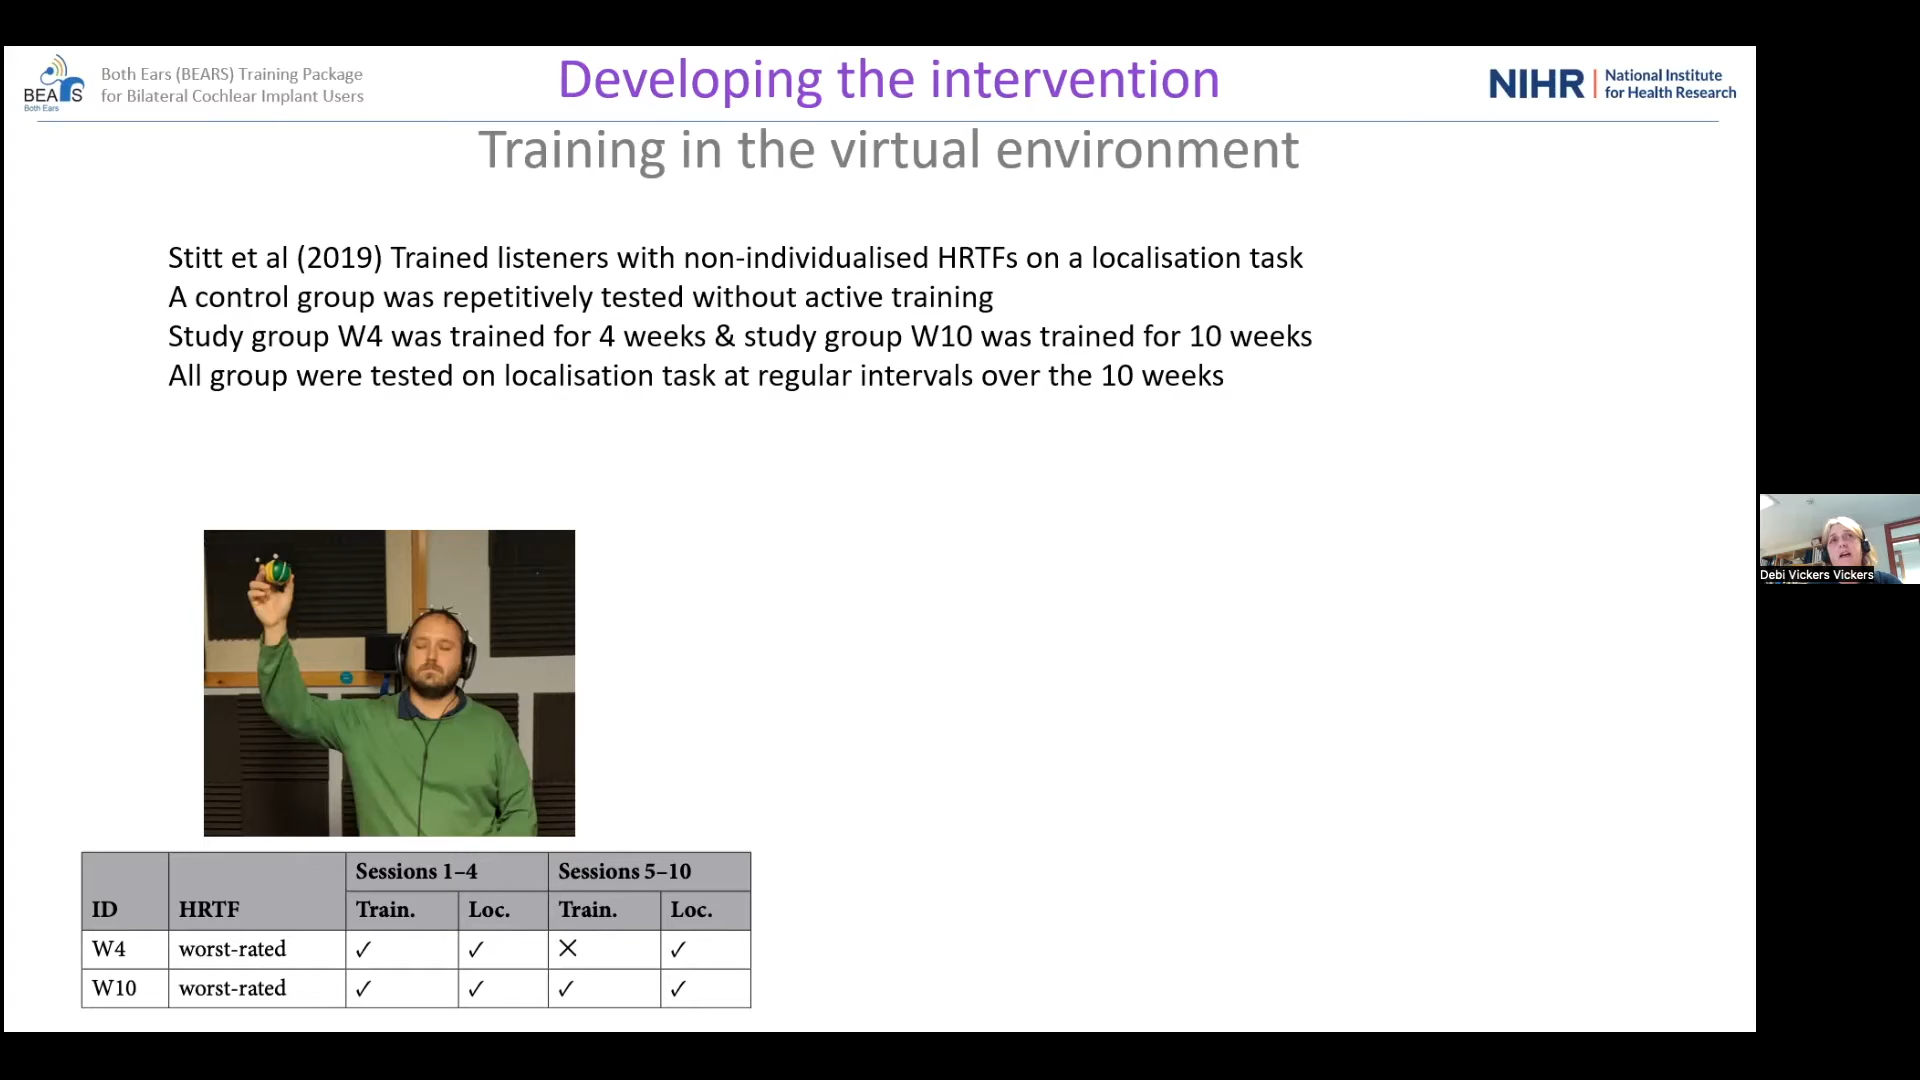 BEARS
Both Ears
Both Ears (BEARS) Training Package
for Bilateral Cochlear Implant Users
Developing the intervention
NIHR | National Institute
for Health Research
Training in the virtual environment
Stitt et al (2019) Trained listeners with non-individualised HRTFs on a localisation task
A control group was repetitively tested without active training
Study group W4 was trained for 4 weeks & study group W10 was trained for 10 weeks
All group were tested on localisation task at regular intervals over the 10 weeks
Debi Vickers Vickers
Sessions 1–4 Sessions 5–10
ID HRTF Train. Loc. Train. Loc.
W4 worst-rated ✓ ✓ ✕ ✓
W10 worst-rated ✓ ✓ ✓ ✓